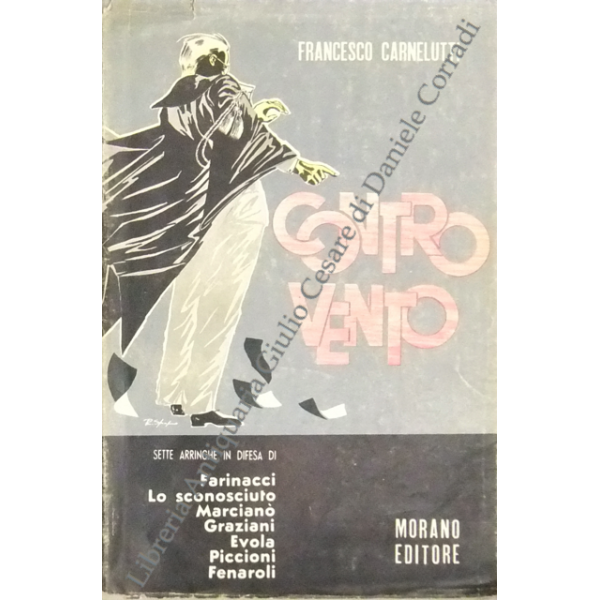 FRANCESCO CARNELUTTI
CONTRO
VENTO
SETTE ARRINGHE IN DIFESA DI
Farinacci
Lo sconosciuto
Marcianò
Graziani
Evola
Piccioni
Fenaroli
MORANO
EDITORE
Libreria Antiquaria Giulio Cesare di Daniele Corradi